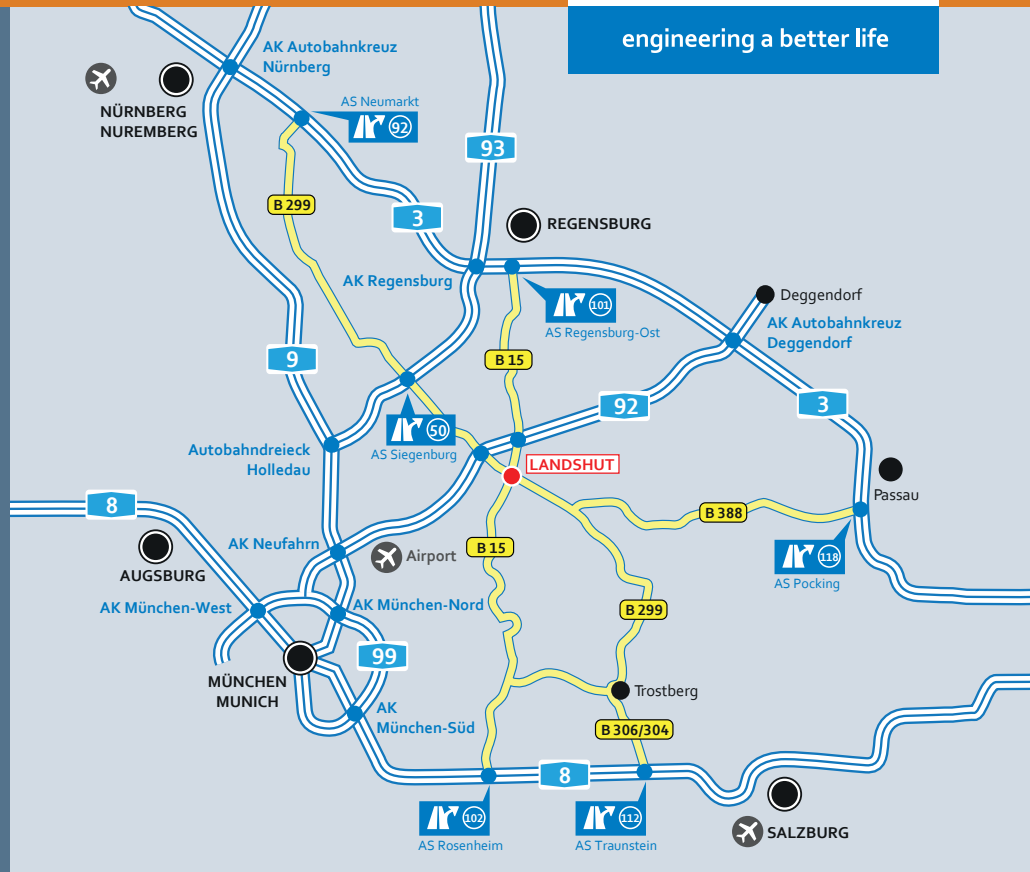 engineering a better life
AK Autobahnkreuz
Nürnberg
NÜRNBERG
NUREMBERG
AS Neumarkt
92
93
B 299
3
REGENSBURG
AK Regensburg
101
AS Regensburg-Ost
Deggendorf
AK Autobahnkreuz
Deggendorf
9
B 15
92
3
50
AS Siegenburg
Autobahndreieck
Holledau
LANDSHUT
Passau
8
B 388
AK Neufahrn
Airport
B 15
118
AS Pocking
AUGSBURG
AK München-West
AK München-Nord
B 299
99
MÜNCHEN
MUNICH
Trostberg
AK
München-Süd
B 306/304
8
102
AS Rosenheim
112
AS Traunstein
SALZBURG